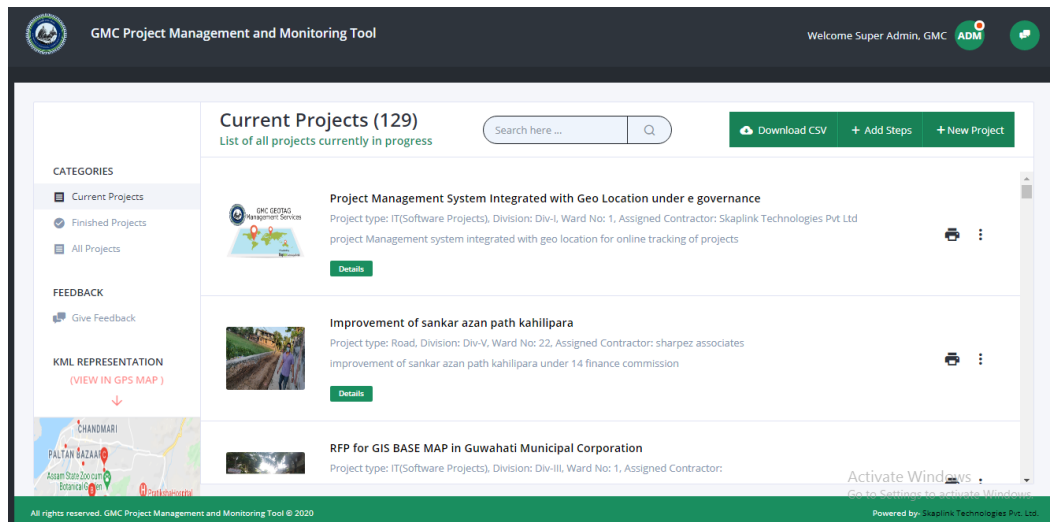 GMC Project Management and Monitoring Tool
Welcome Super Admin, GMC
ADM
Current Projects (129)
List of all projects currently in progress
Search here ...
Download CSV
+ Add Steps
+ New Project
CATEGORIES
Current Projects
Finished Projects
All Projects
FEEDBACK
Give Feedback
KML REPRESENTATION
(VIEW IN GPS MAP )
CHANDMARI
PALTAN BAZAAR
Assam State Zoo cum
Botanical Garden
Pratiksha Hospital
GMC GEOTAG
Management Services
Project Management System Integrated with Geo Location under e governance
Project type: IT(Software Projects), Division: Div-I, Ward No: 1, Assigned Contractor: Skaplink Technologies Pvt Ltd
project Management system integrated with geo location for online tracking of projects
Details
Improvement of sankar azan path kahilipara
Project type: Road, Division: Div-V, Ward No: 22, Assigned Contractor: sharpez associates
improvement of sankar azan path kahilipara under 14 finance commission
Details
RFP for GIS BASE MAP in Guwahati Municipal Corporation
Project type: IT(Software Projects), Division: Div-III, Ward No: 1, Assigned Contractor:
Activate Windows
Go to Settings to activate Windows.
All rights reserved. GMC Project Management and Monitoring Tool © 2020
Powered by- Skaplink Technologies Pvt. Ltd.